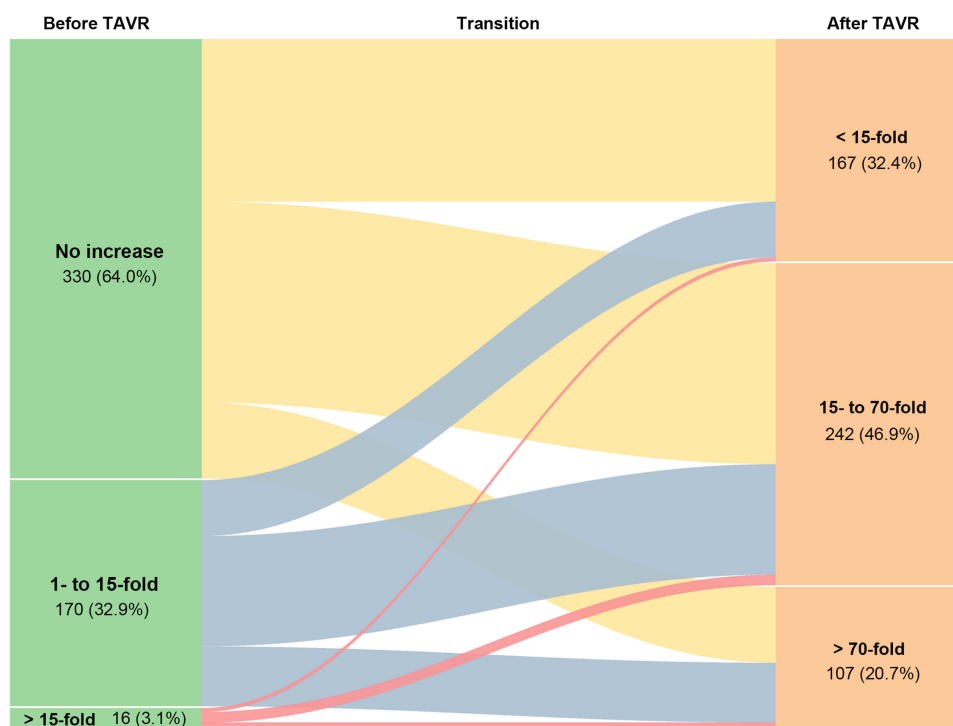 Before TAVR
Transition
After TAVR
No increase
330 (64.0%)
1- to 15-fold
170 (32.9%)
> 15-fold 16 (3.1%)
< 15-fold
167 (32.4%)
15- to 70-fold
242 (46.9%)
> 70-fold
107 (20.7%)